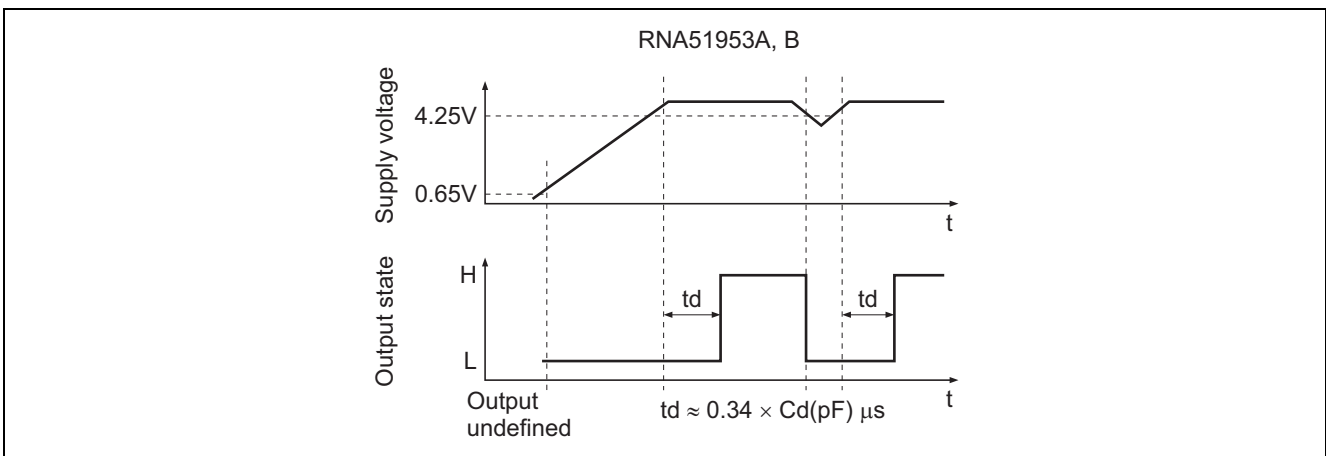 RNA51953A, B
Supply voltage
4.25V
0.65V
t
Output state
H
td
td
L
t
Output
undefined
td ≈ 0.34 × Cd(pF) μs